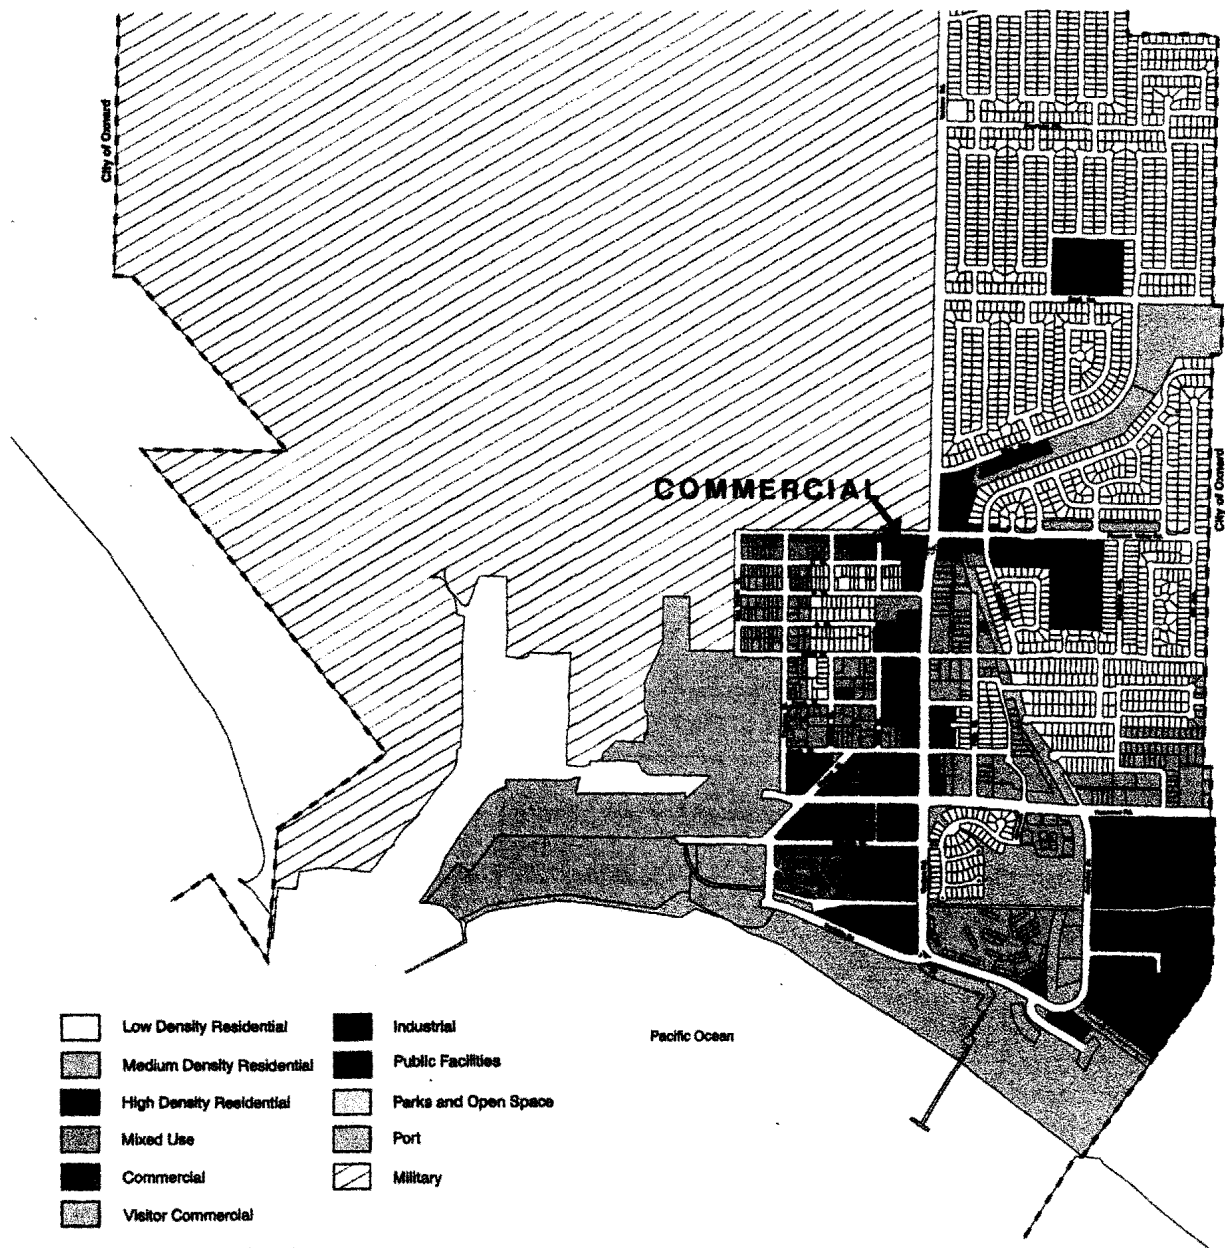 City of Oxnard
City of Oxnard
COMMERCIAL
Low Density Residential
Medium Density Residential
High Density Residential
Mixed Use
Commercial
Visitor Commercial
Industrial
Public Facilities
Parks and Open Space
Port
Military
Pacific Ocean